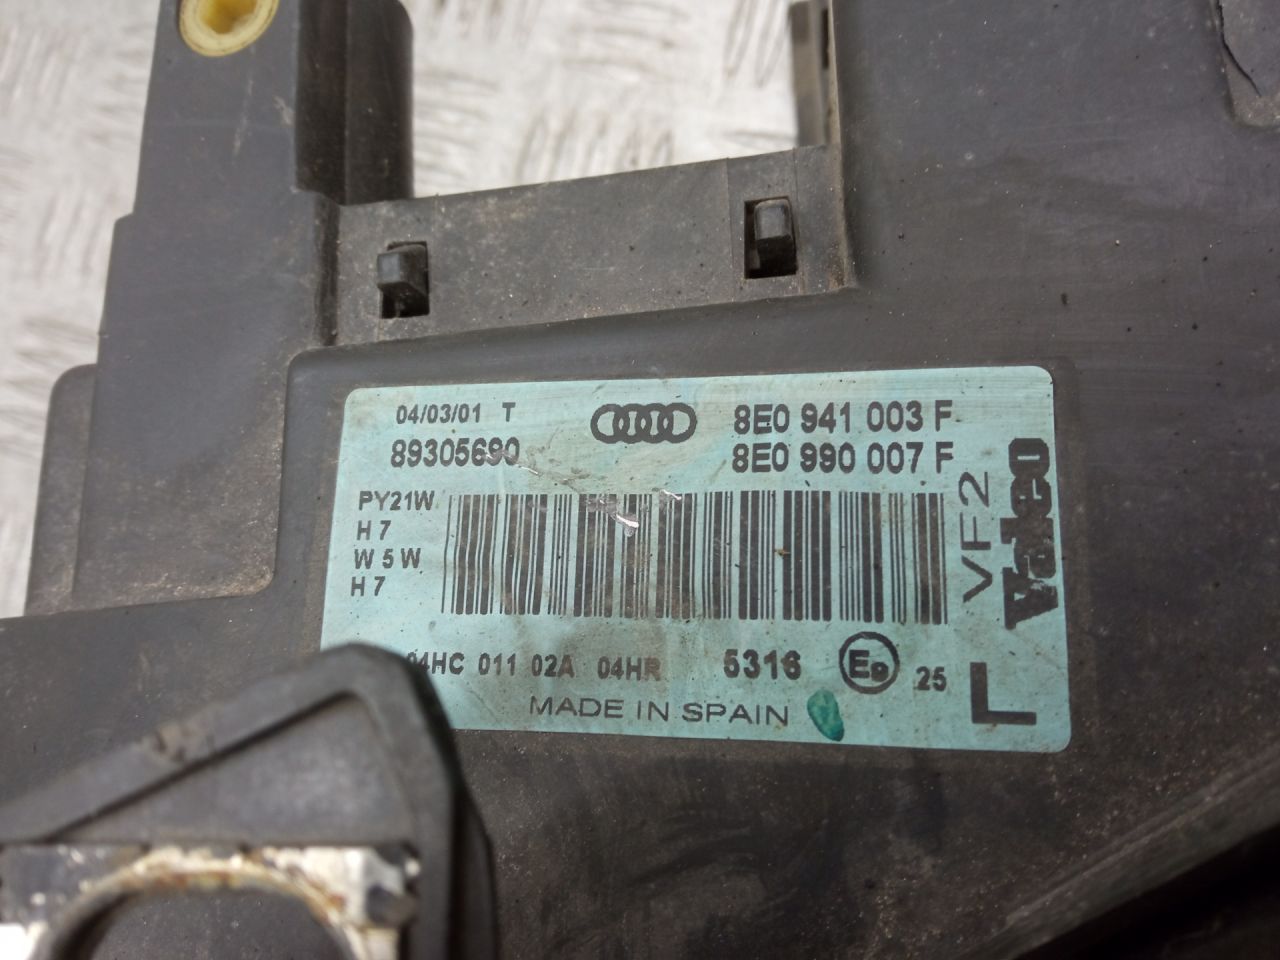 04/03/01 T
8E0 941 003 F
89305690
8E0 990 007 F
PY21W
H7
W5W
H7
VF2
Valeo
04HC 011 02A 04HR 5316 E9 25
L
MADE IN SPAIN